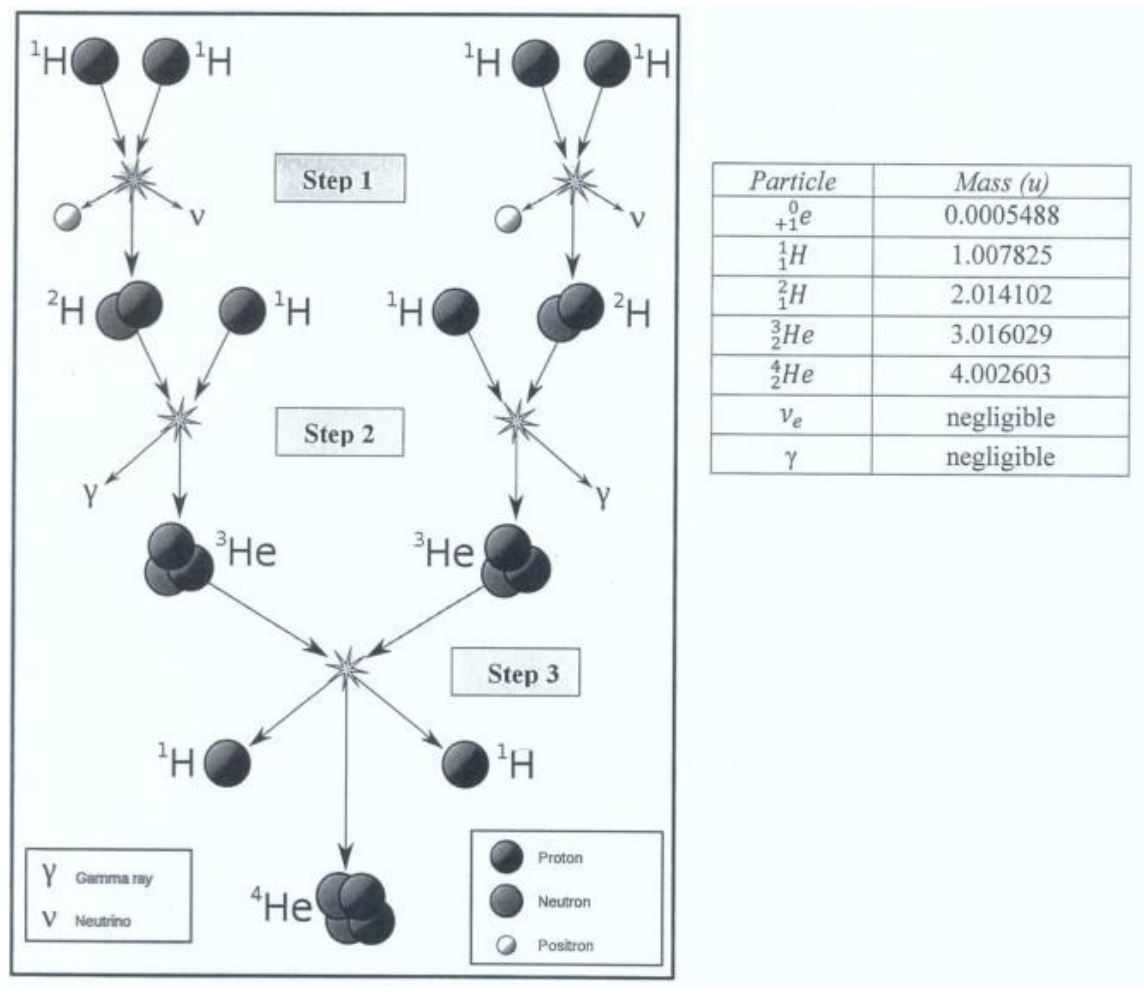 ¹H ¹H ¹H ¹H
Step 1
ν ν
²H ¹H ¹H ²H
Step 2
γ γ
³He ³He
Step 3
¹H ¹H
⁴He
γ Gamma ray
ν Neutrino
Proton
Neutron
Positron
Particle Mass (u)
⁰₊₁e 0.0005488
¹₁H 1.007825
²₁H 2.014102
³₂He 3.016029
⁴₂He 4.002603
νₑ negligible
γ negligible